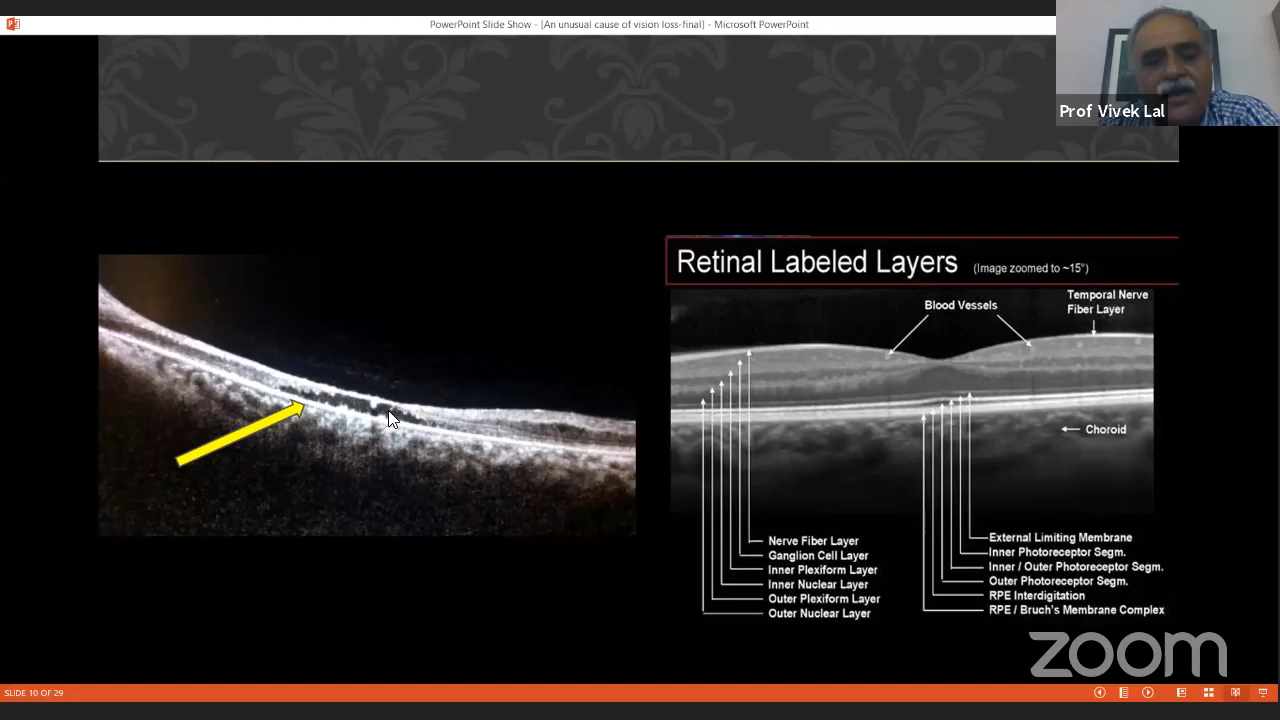 PowerPoint Slide Show - [An unusual cause of vision loss-final] - Microsoft PowerPoint
Prof Vivek Lal
Retinal Labeled Layers (Image zoomed to ~15°)
Blood Vessels
Temporal Nerve
Fiber Layer
Choroid
Nerve Fiber Layer
Ganglion Cell Layer
Inner Plexiform Layer
Inner Nuclear Layer
Outer Plexiform Layer
Outer Nuclear Layer
External Limiting Membrane
Inner Photoreceptor Segm.
Inner / Outer Photoreceptor Segm.
Outer Photoreceptor Segm.
RPE Interdigitation
RPE / Bruch's Membrane Complex
zoom
SLIDE 10 OF 29